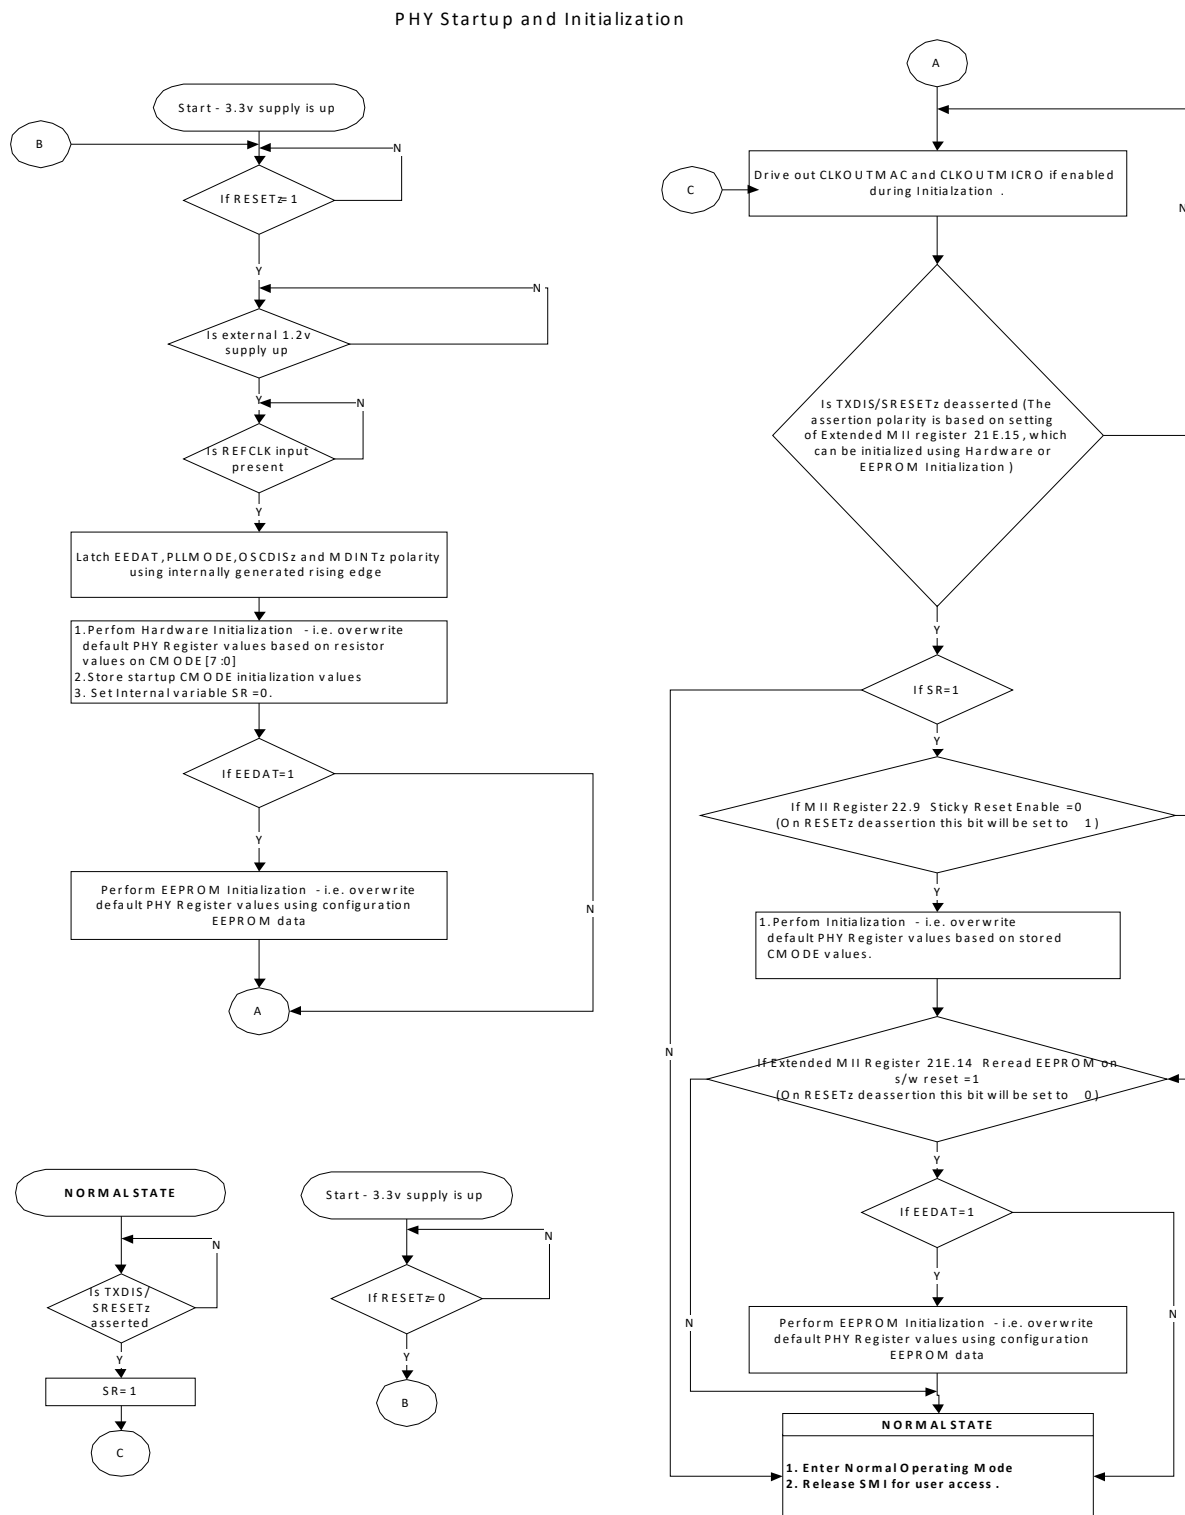 PHY Startup and Initialization
Start - 3.3v supply is up
B
N
If RESETz=1
Y
N
Is external 1.2v
supply up
Y
N
Is REFCLK input
present
Y
Latch EEDAT,PLLMODE,OSCDISz and MDINTz polarity
using internally generated rising edge
1.Perfom Hardware Initialization - i.e. overwrite
default PHY Register values based on resistor
values on CMODE[7:0]
2.Store startup CMODE initialization values
3. Set Internal variable SR =0.
If EEDAT=1
Y
Perform EEPROM Initialization - i.e. overwrite
default PHY Register values using configuration
EEPROM data
N
A
NORMAL STATE
N
Is TXDIS/
SRESETz
asserted
Y
SR=1
C
Start - 3.3v supply is up
N
If RESETz=0
Y
B
A
C
Drive out CLKOUTMAC and CLKOUTMICRO if enabled
during Initialzation .
N
Is TXDIS/SRESETz deasserted (The
assertion polarity is based on setting
of Extended MII register 21E.15, which
can be initialized using Hardware or
EEPROM Initialization )
Y
If SR=1
Y
If MII Register 22.9 Sticky Reset Enable =0
(On RESETz deassertion this bit will be set to 1)
Y
1.Perfom Initialization - i.e. overwrite
default PHY Register values based on stored
CMODE values.
N
If Extended MII Register 21E.14 Reread EEPROM on
s/w reset =1
(On RESETz deassertion this bit will be set to 0)
Y
If EEDAT=1
Y
N
N
Perform EEPROM Initialization - i.e. overwrite
default PHY Register values using configuration
EEPROM data
NORMAL STATE
1. Enter Normal Operating Mode
2. Release SMI for user access .